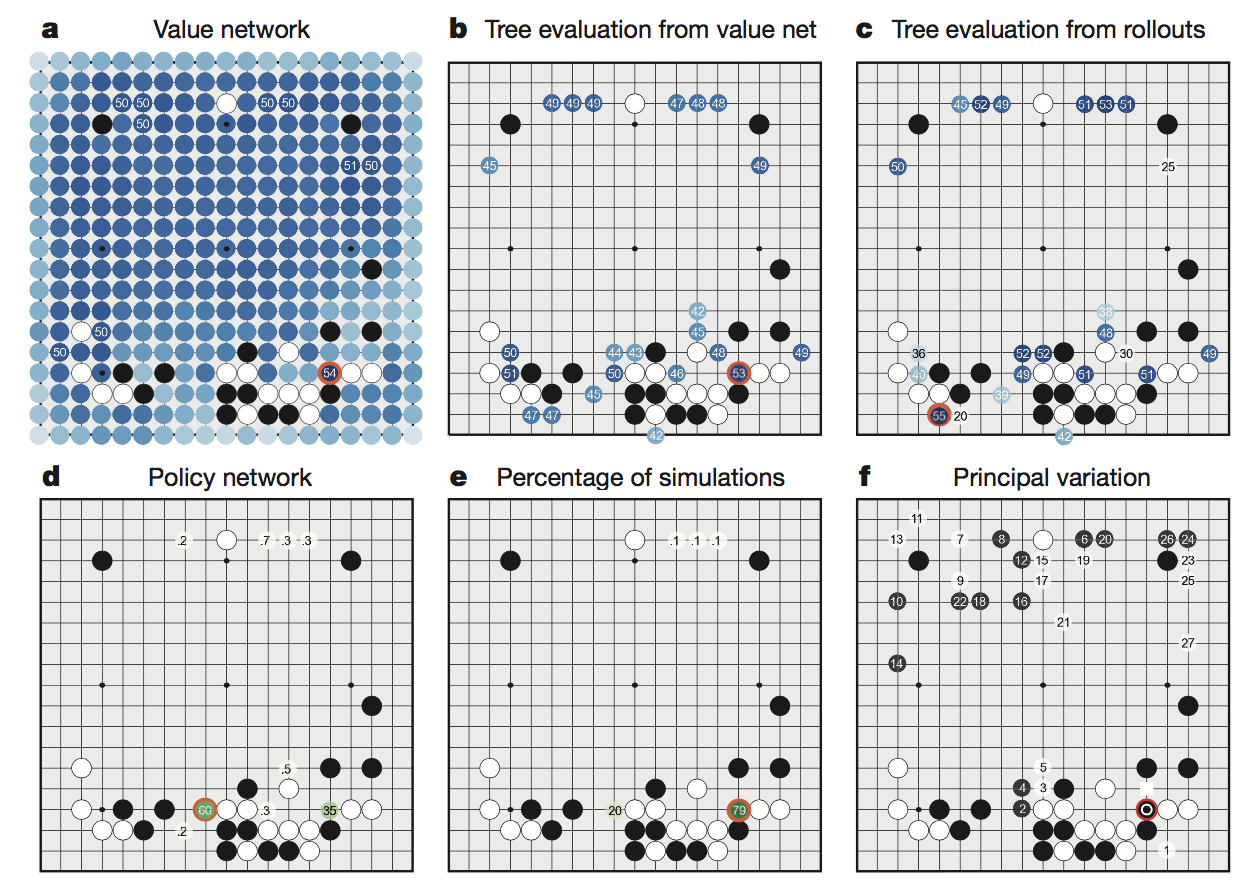 a Value network
50 50 50 50
50
51 50
50
50
54
b Tree evaluation from value net
49 49 49 47 48 48
45 49
42
45
50 44 43 48 49
51 50 46 53
45
47 47
42
c Tree evaluation from rollouts
45 52 49 51 53 51
50 25
38
48
36 52 52 30 49
40 49 51 51
39
55 20
42
d Policy network
.2 .7 .3 .3
.5
60 .3 35
.2
e Percentage of simulations
.1 .1 .1
20 79
f Principal variation
11
13 7 8 6 20 26 24
12 15 19 23
9 17 25
10 22 18 16
21
27
14
5
4 3
2
1